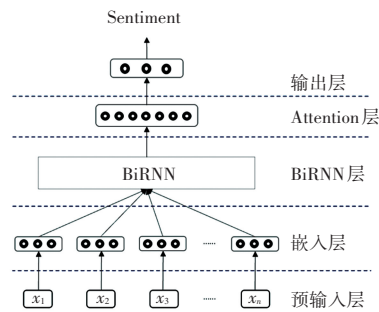 Sentiment
输出层
Attention层
BiRNN
BiRNN层
...... 嵌入层
x1 x2 x3 ...... xn 预输入层